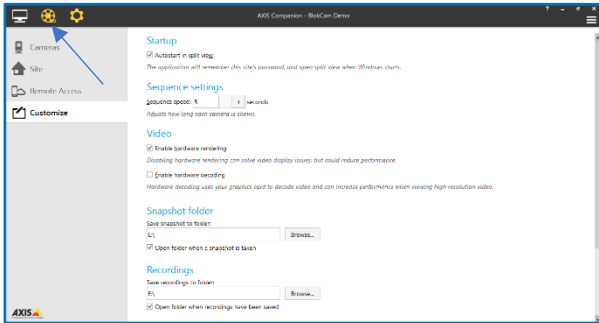 AXIS Companion - BlokCam Demo
Cameras
Site
Remote Access
Customize
Startup
Autostart in split view
The application will remember this site's password, and open split view when Windows starts.
Sequence settings
Sequence speed: 5 seconds
Adjusts how long each camera is shown.
Video
Enable hardware rendering
Disabling hardware rendering can solve video display issues, but could reduce performance.
Enable hardware decoding
Hardware decoding uses your graphics card to decode video and can increase performance when viewing high resolution video.
Snapshot folder
Save snapshot to folder:
Browse...
Open folder when a snapshot is taken
Recordings
Save recordings to folder:
E:\
Browse...
Open folder when recordings have been saved
AXIS